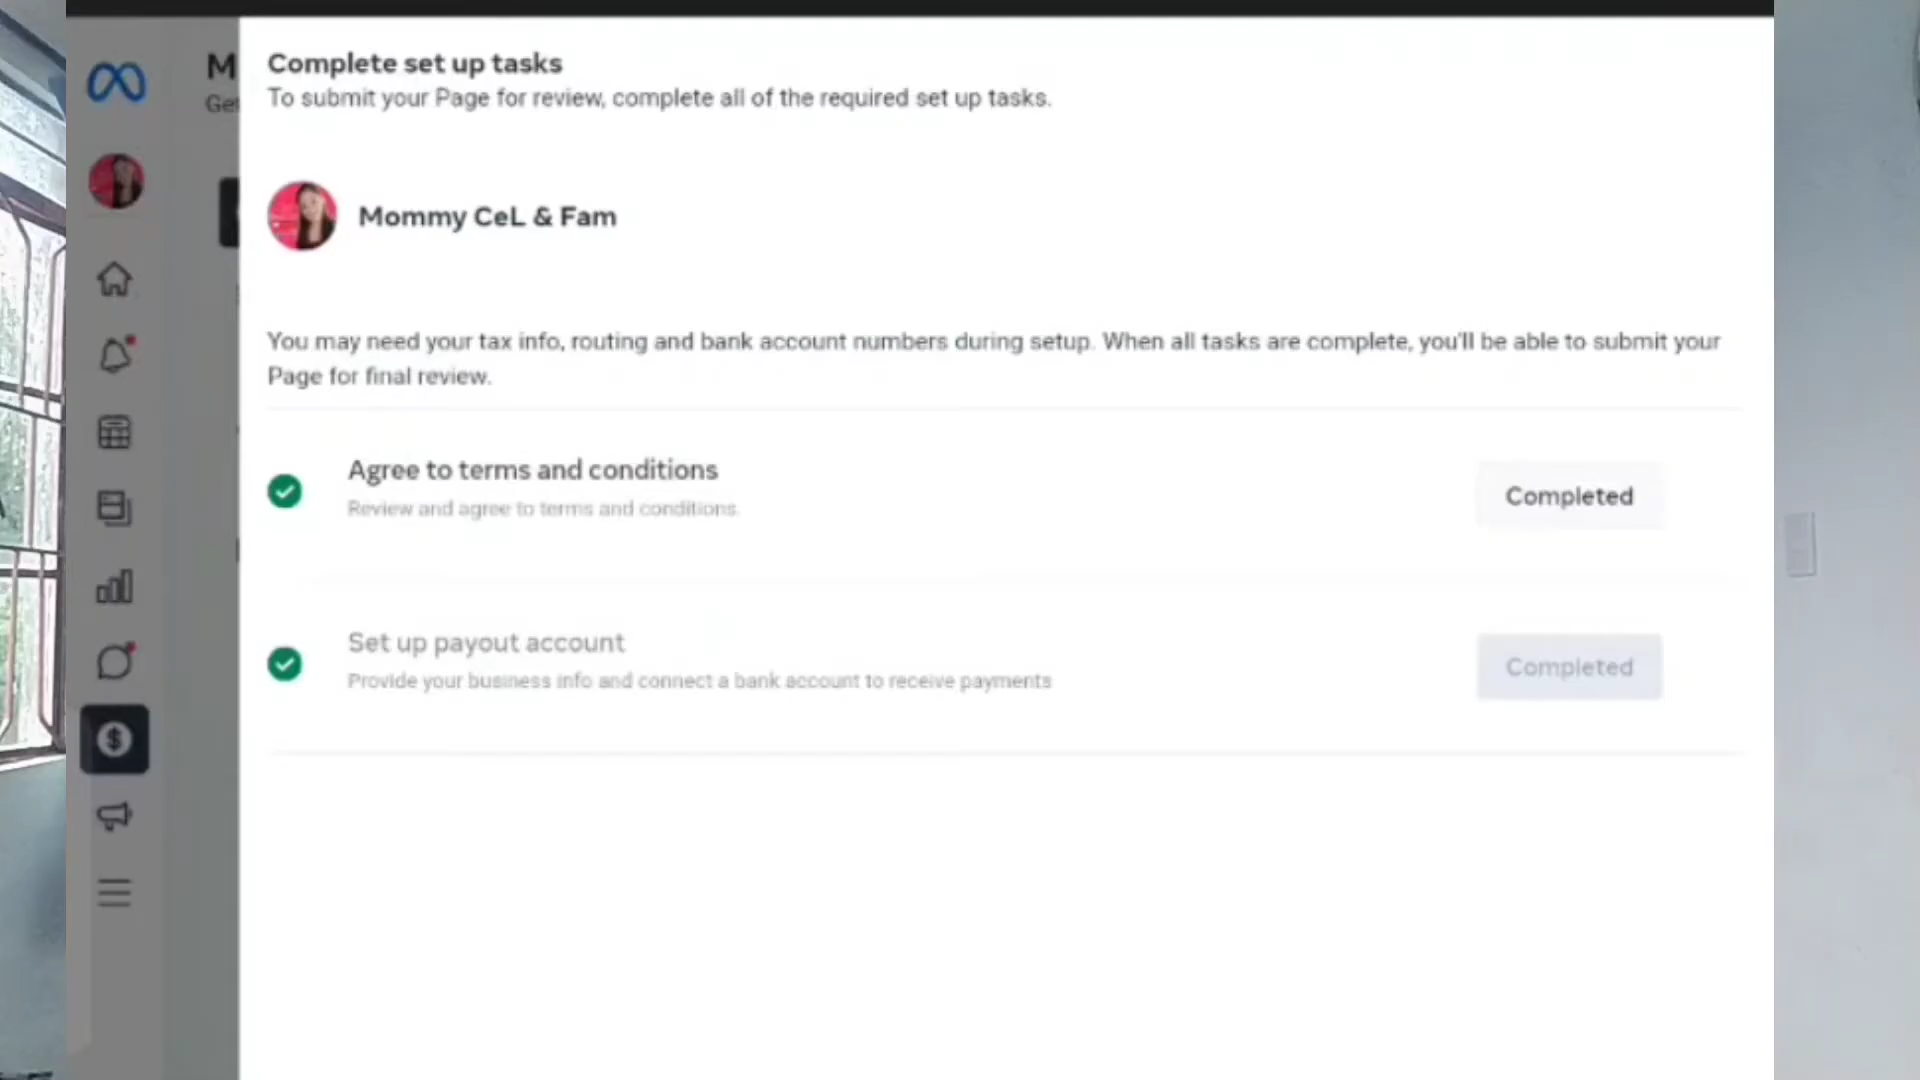 M
Get
Complete set up tasks
To submit your Page for review, complete all of the required set up tasks.
Mommy CeL & Fam
You may need your tax info, routing and bank account numbers during setup. When all tasks are complete, you'll be able to submit your
Page for final review.
Agree to terms and conditions
Review and agree to terms and conditions.
Completed
Set up payout account
Provide your business info and connect a bank account to receive payments
Completed